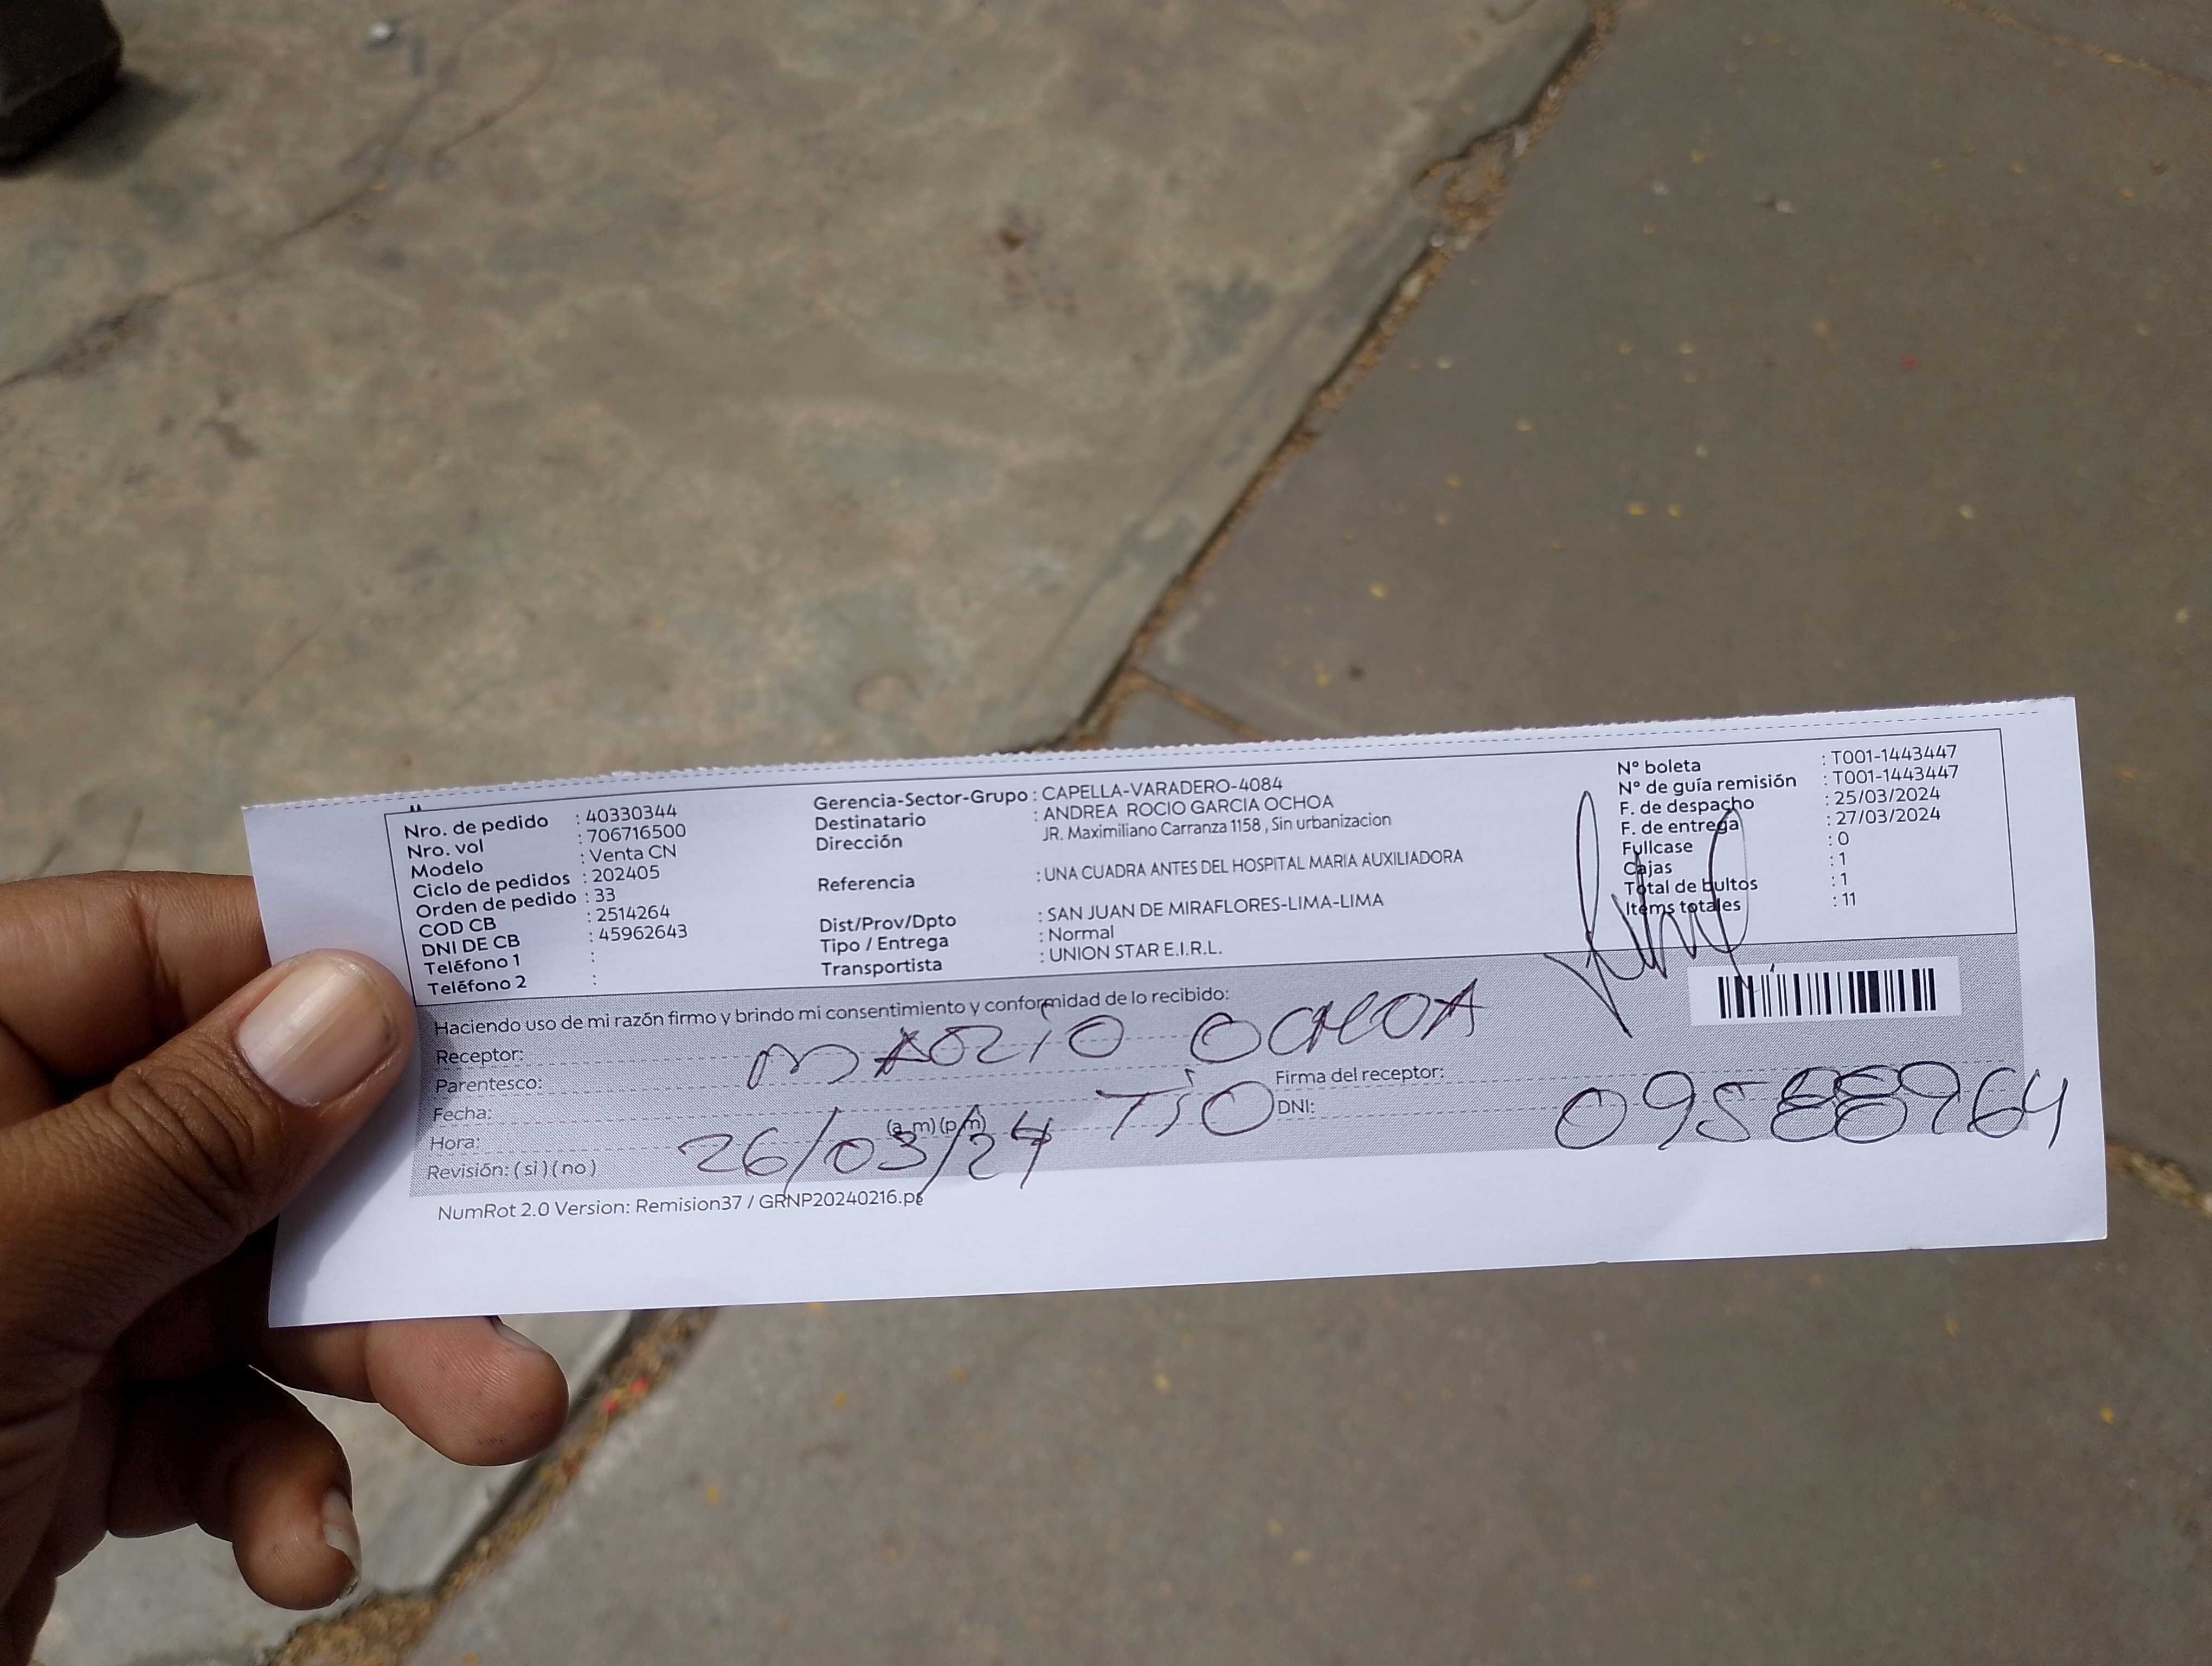 Nro. de pedido : 40330344
Nro. vol : 706716500
Modelo : Venta CN
Ciclo de pedidos : 202405
Orden de pedido : 33
COD CB : 2514264
DNI DE CB : 45962643
Teléfono 1 :
Teléfono 2 :
Gerencia-Sector-Grupo : CAPELLA-VARADERO-4084
Destinatario : ANDREA ROCIO GARCIA OCHOA
Dirección JR. Maximiliano Carranza 1158 , Sin urbanizacion
Referencia : UNA CUADRA ANTES DEL HOSPITAL MARIA AUXILIADORA
Dist/Prov/Dpto : SAN JUAN DE MIRAFLORES-LIMA-LIMA
Tipo / Entrega : Normal
Transportista : UNION STAR E.I.R.L.
N° boleta : T001-1443447
N° de guía remisión : T001-1443447
F. de despacho : 25/03/2024
F. de entrega : 27/03/2024
Fullcase : 0
Cajas : 1
Total de bultos : 1
Items totales : 11
Haciendo uso de mi razón firmo y brindo mi consentimiento y conformidad de lo recibido:
Receptor: OCHOA
Parentesco: TiO
Firma del receptor:
Fecha: 26/03/24
DNI:
Hora: (a.m) (p.m)
Revisión: ( si ) ( no )
NumRot 2.0 Version: Remision37 / GRNP20240216.pe